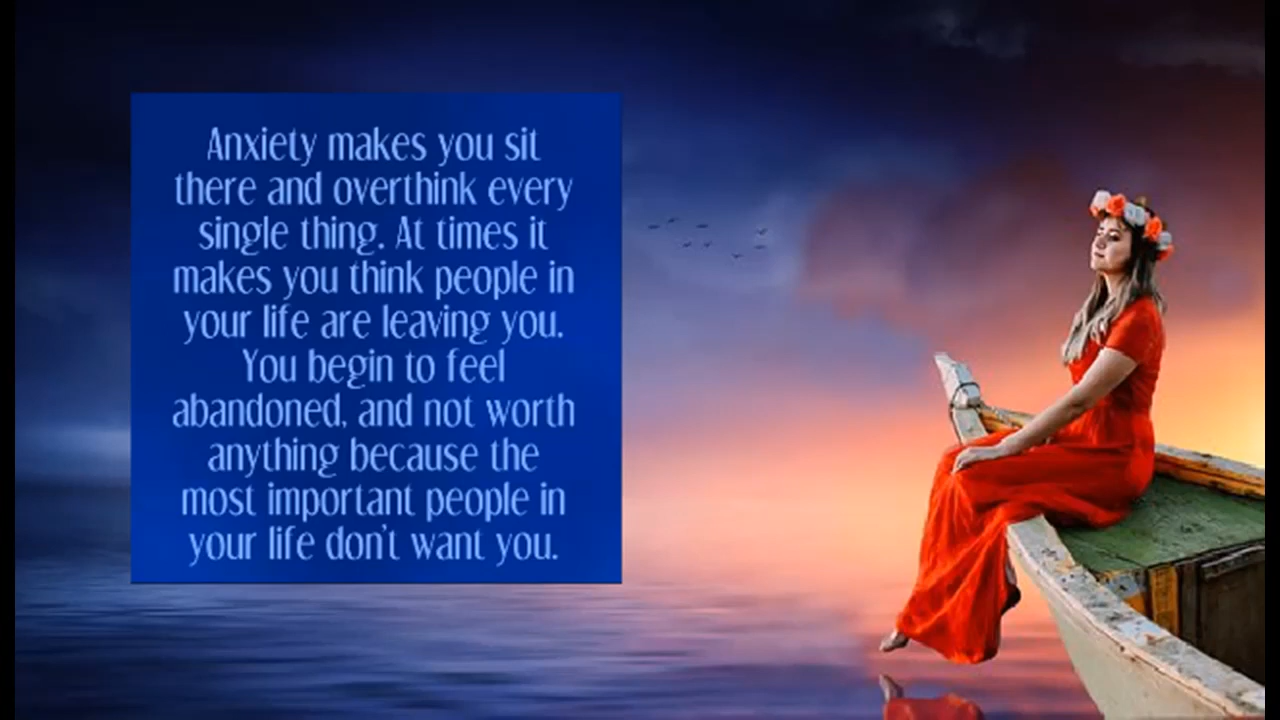 Anxiety makes you sit
there and overthink every
single thing. At times it
makes you think people in
your life are leaving you.
You begin to feel
abandoned, and not worth
anything because the
most important people in
your life don't want you.